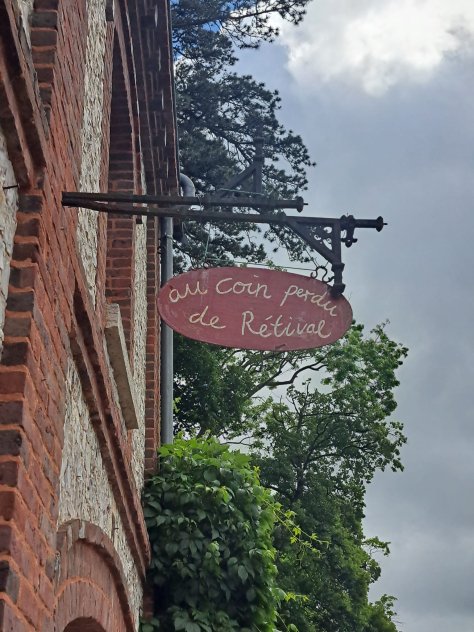 au coin perdu
de Rétival